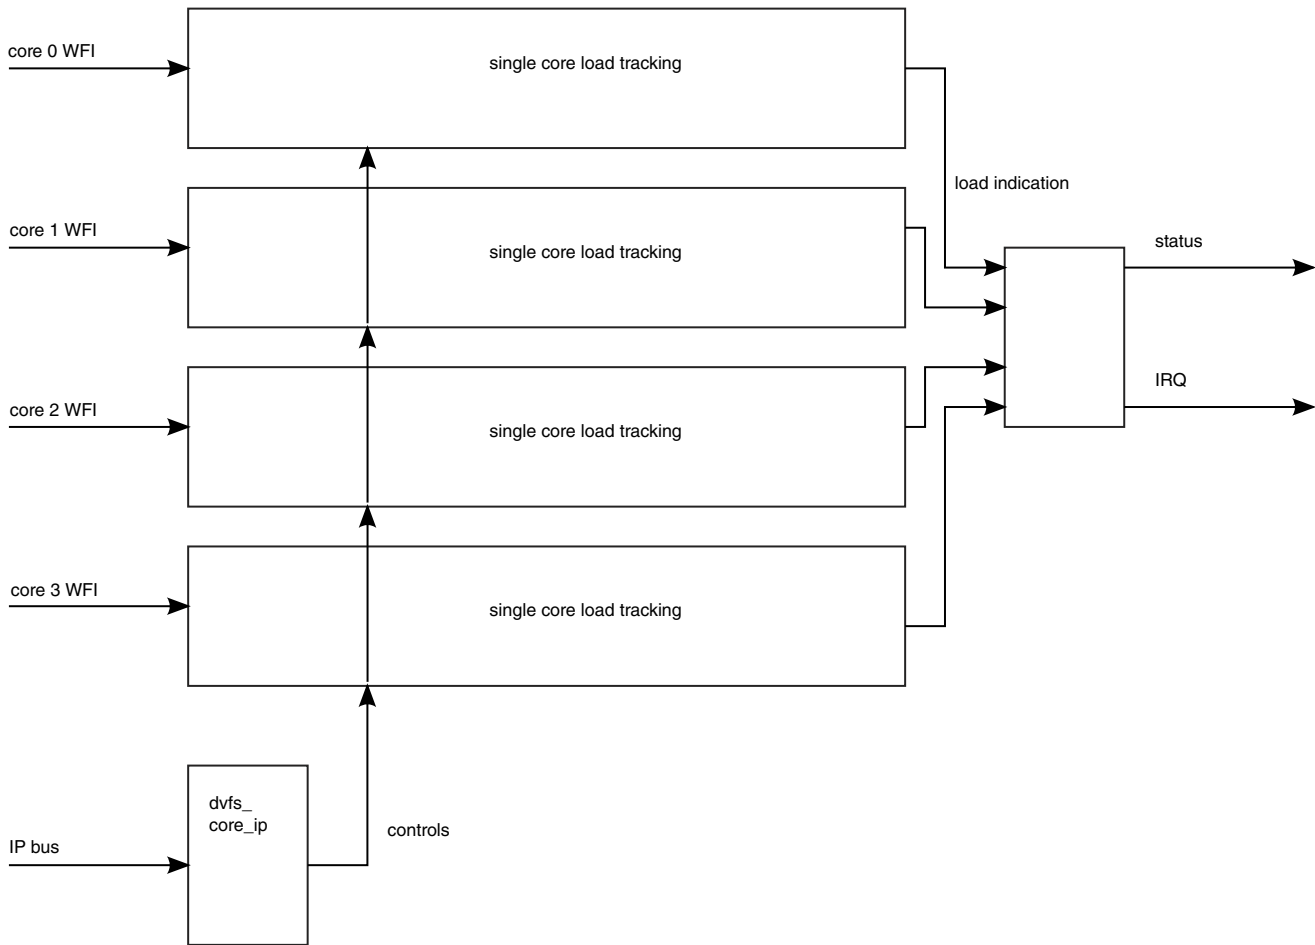 core 0 WFI
single core load tracking
load indication
core 1 WFI
single core load tracking
status
IRQ
core 2 WFI
single core load tracking
core 3 WFI
single core load tracking
dvfs_
core_ip
controls
IP bus